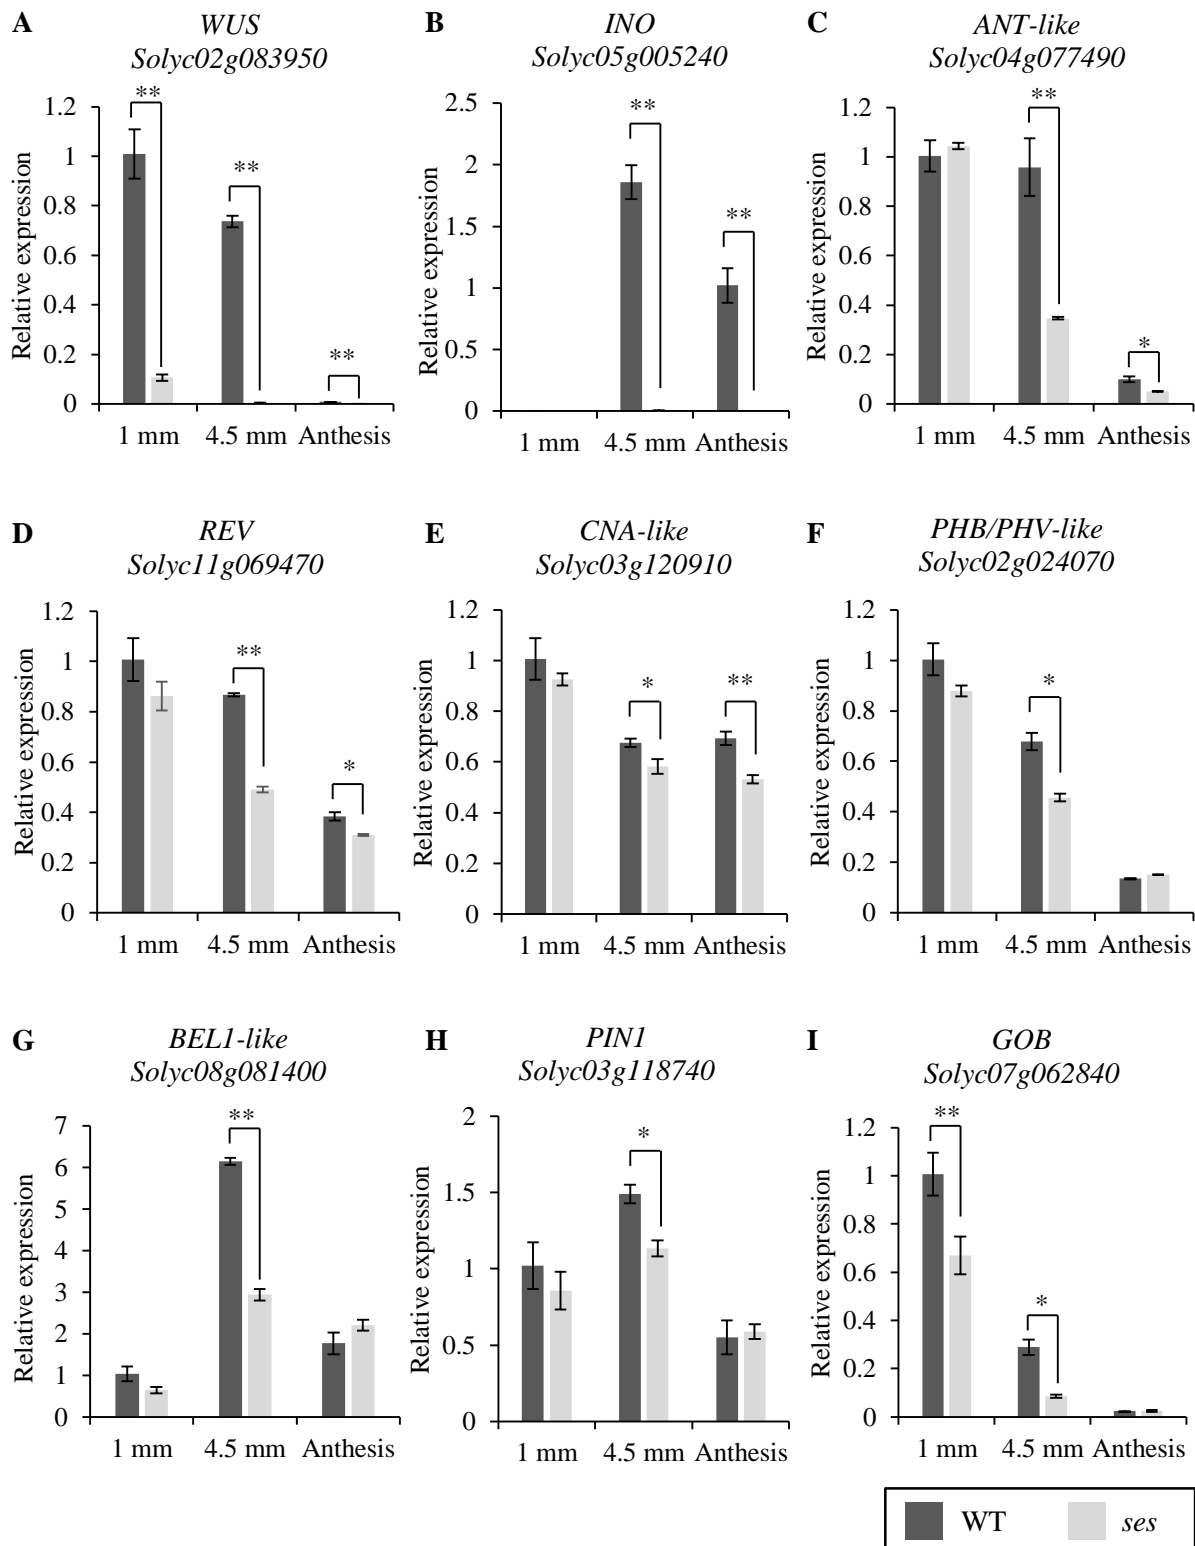 A
WUS
Solyc02g083950
**
**
**
Relative expression
1.2
1
0.8
0.6
0.4
0.2
0
1 mm 4.5 mm Anthesis
B
INO
Solyc05g005240
**
**
Relative expression
2.5
2
1.5
1
0.5
0
1 mm 4.5 mm Anthesis
C
ANT-like
Solyc04g077490
**
*
Relative expression
1.2
1
0.8
0.6
0.4
0.2
0
1 mm 4.5 mm Anthesis
D
REV
Solyc11g069470
**
*
Relative expression
1.2
1
0.8
0.6
0.4
0.2
0
1 mm 4.5 mm Anthesis
E
CNA-like
Solyc03g120910
*
**
Relative expression
1.2
1
0.8
0.6
0.4
0.2
0
1 mm 4.5 mm Anthesis
F
PHB/PHV-like
Solyc02g024070
*
Relative expression
1.2
1
0.8
0.6
0.4
0.2
0
1 mm 4.5 mm Anthesis
G
BEL1-like
Solyc08g081400
**
Relative expression
7
6
5
4
3
2
1
0
1 mm 4.5 mm Anthesis
H
PIN1
Solyc03g118740
*
Relative expression
2
1.5
1
0.5
0
1 mm 4.5 mm Anthesis
I
GOB
Solyc07g062840
**
*
Relative expression
1.2
1
0.8
0.6
0.4
0.2
0
1 mm 4.5 mm Anthesis
WT ses